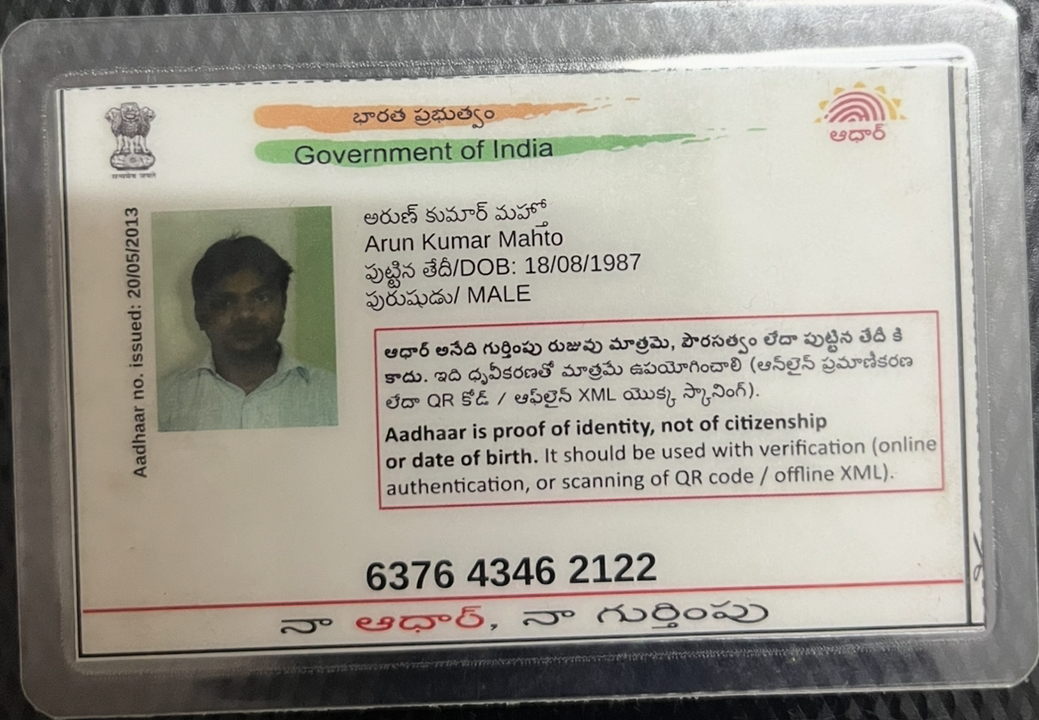 భారత ప్రభుత్వం
Government of India
ఆధార్
सत्यमेव जयते
Aadhaar no. issued: 20/05/2013
అరుణ్ కుమార్ మహ్తో
Arun Kumar Mahto
పుట్టిన తేదీ/DOB: 18/08/1987
పురుషుడు/ MALE
ఆధార్ అనేది గుర్తింపు రుజువు మాత్రమె, పౌరసత్వం లేదా పుట్టిన తేదీ కి
కాదు. ఇది ధృవీకరణతో మాత్రమే ఉపయోగించాలి (ఆన్‌లైన్ ప్రమాణీకరణ
లేదా QR కోడ్ / ఆఫ్‌లైన్ XML యొక్క స్కానింగ్).
Aadhaar is proof of identity, not of citizenship
or date of birth. It should be used with verification (online
authentication, or scanning of QR code / offline XML).
6376 4346 2122
నా ఆధార్, నా గుర్తింపు